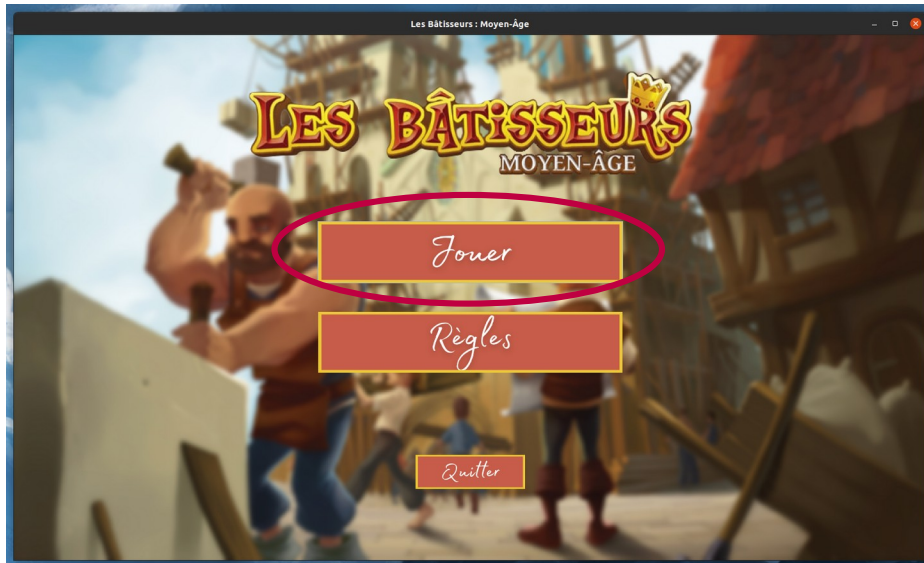 Les Bâtisseurs : Moyen-Âge
LES BÂTISSEURS
MOYEN-ÂGE
Jouer
Règles
Quitter